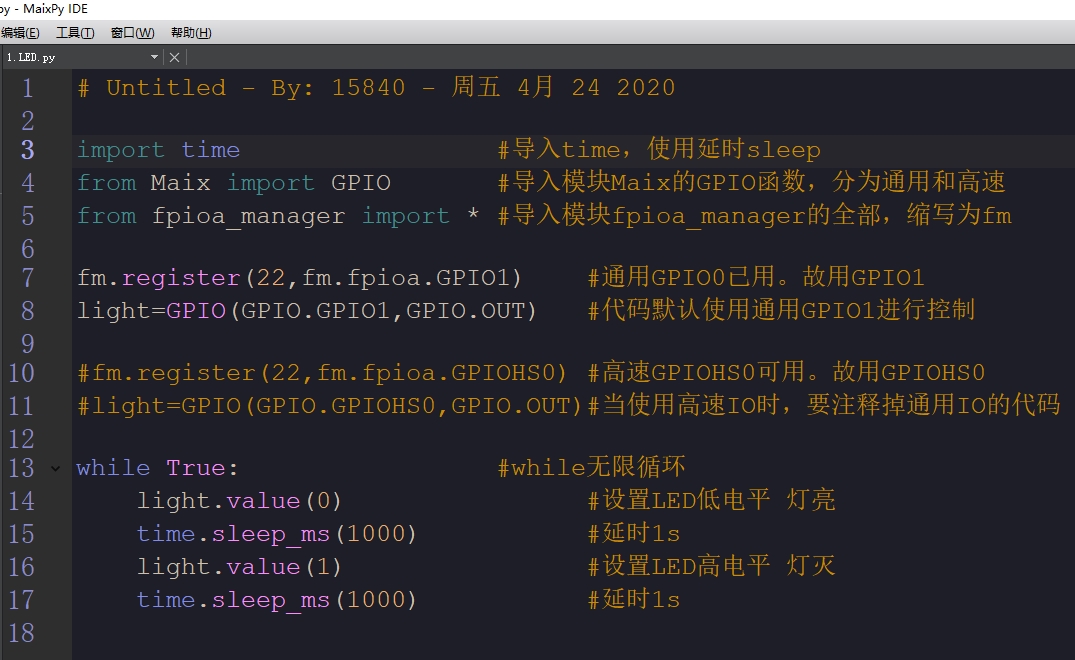 py - MaixPy IDE
编辑(E) 工具(T) 窗口(W) 帮助(H)
1.LED.py
1 # Untitled - By: 15840 - 周五 4月 24 2020
2
3 import time #导入time，使用延时sleep
4 from Maix import GPIO #导入模块Maix的GPIO函数，分为通用和高速
5 from fpioa_manager import * #导入模块fpioa_manager的全部，缩写为fm
6
7 fm.register(22,fm.fpioa.GPIO1) #通用GPIO0已用。故用GPIO1
8 light=GPIO(GPIO.GPIO1,GPIO.OUT) #代码默认使用通用GPIO1进行控制
9
10 #fm.register(22,fm.fpioa.GPIOHS0) #高速GPIOHS0可用。故用GPIOHS0
11 #light=GPIO(GPIO.GPIOHS0,GPIO.OUT)#当使用高速IO时，要注释掉通用IO的代码
12
13 while True: #while无限循环
14 light.value(0) #设置LED低电平 灯亮
15 time.sleep_ms(1000) #延时1s
16 light.value(1) #设置LED高电平 灯灭
17 time.sleep_ms(1000) #延时1s
18